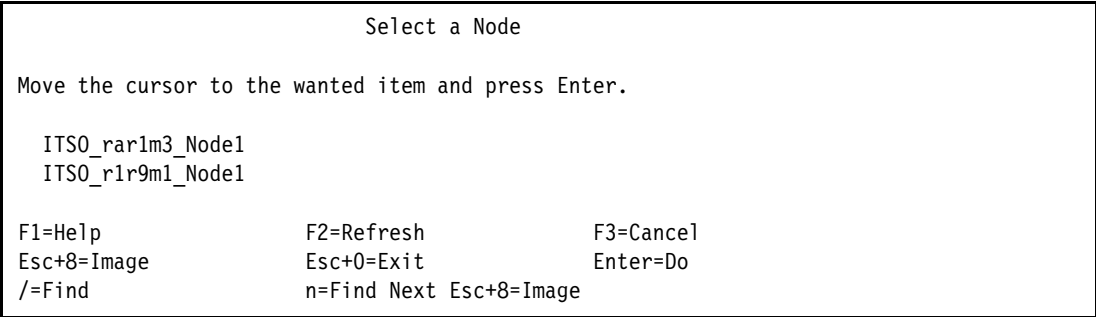 Select a Node
Move the cursor to the wanted item and press Enter.
ITSO_rar1m3_Node1
ITSO_r1r9m1_Node1
F1=Help F2=Refresh F3=Cancel
Esc+8=Image Esc+0=Exit Enter=Do
/=Find n=Find Next Esc+8=Image